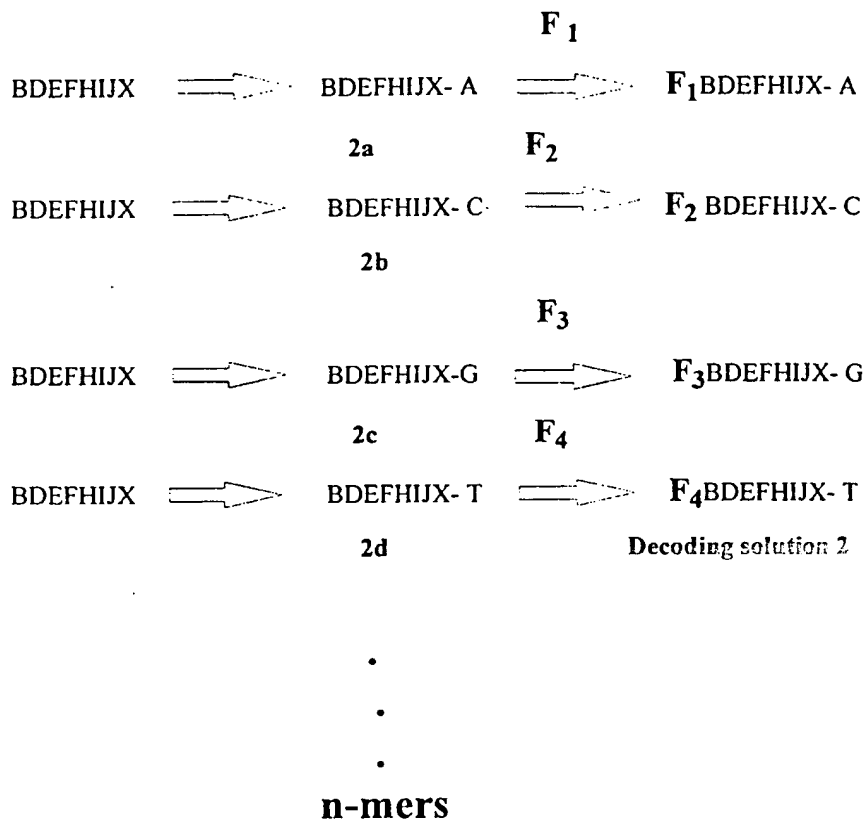 F1
BDEFHIJX BDEFHIJX- A F1BDEFHIJX- A
2a F2
BDEFHIJX BDEFHIJX- C F2 BDEFHIJX- C
2b
F3
BDEFHIJX BDEFHIJX-G F3BDEFHIJX- G
2c F4
BDEFHIJX BDEFHIJX- T F4BDEFHIJX- T
2d Decoding solution 2
n-mers